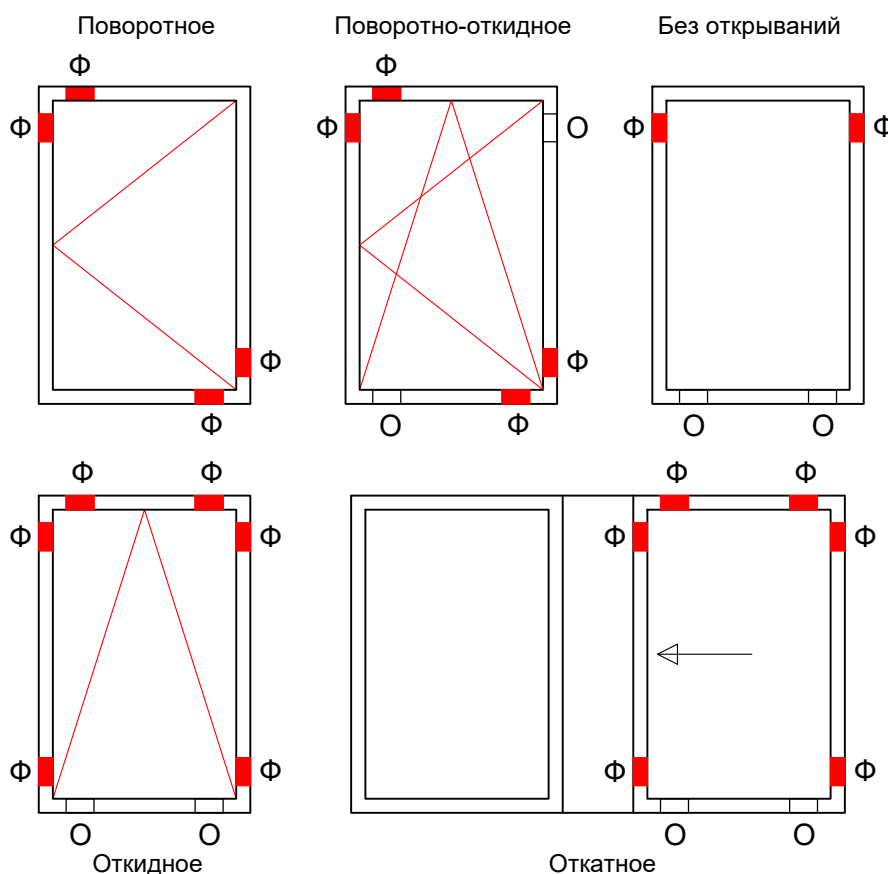 Поворотное Поворотно-откидное Без открываний
Ф Ф
Ф Ф О Ф Ф
Ф Ф
Ф О Ф О О
Ф Ф Ф Ф
Ф Ф Ф Ф
Ф Ф Ф Ф
О О О О
Откидное Откатное